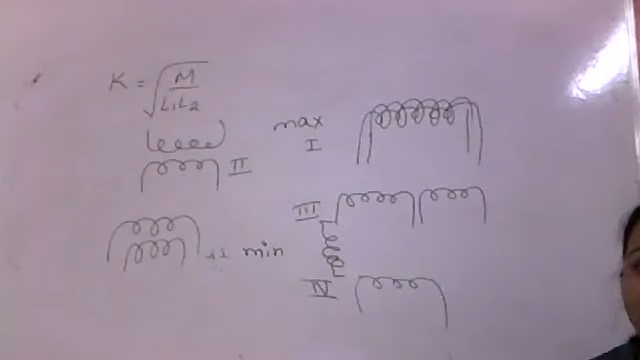 K = √M/L₁L₂
max
I
II
III
min
IV